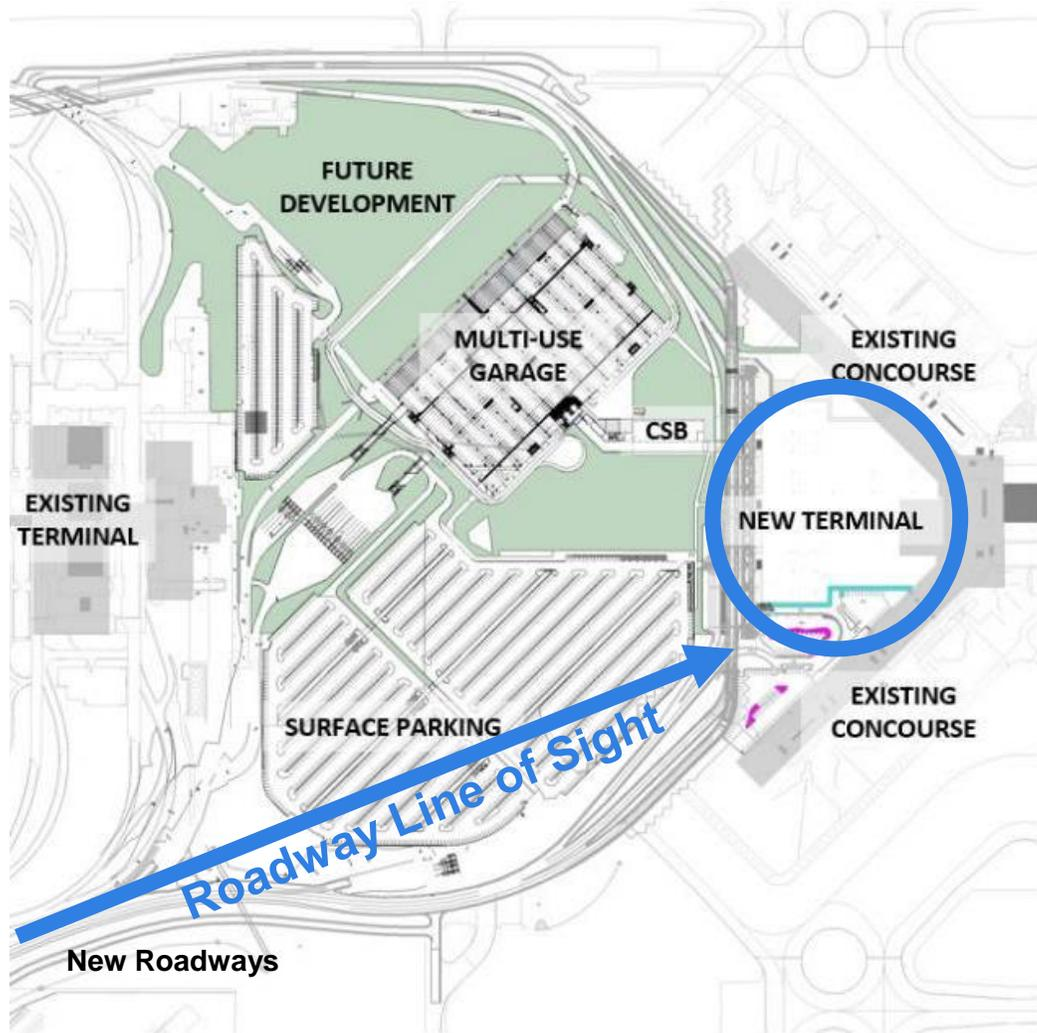 FUTURE
DEVELOPMENT
MULTI-USE
GARAGE
EXISTING
CONCOURSE
CSB
EXISTING
TERMINAL
NEW TERMINAL
SURFACE PARKING
Roadway Line of Sight
EXISTING
CONCOURSE
New Roadways